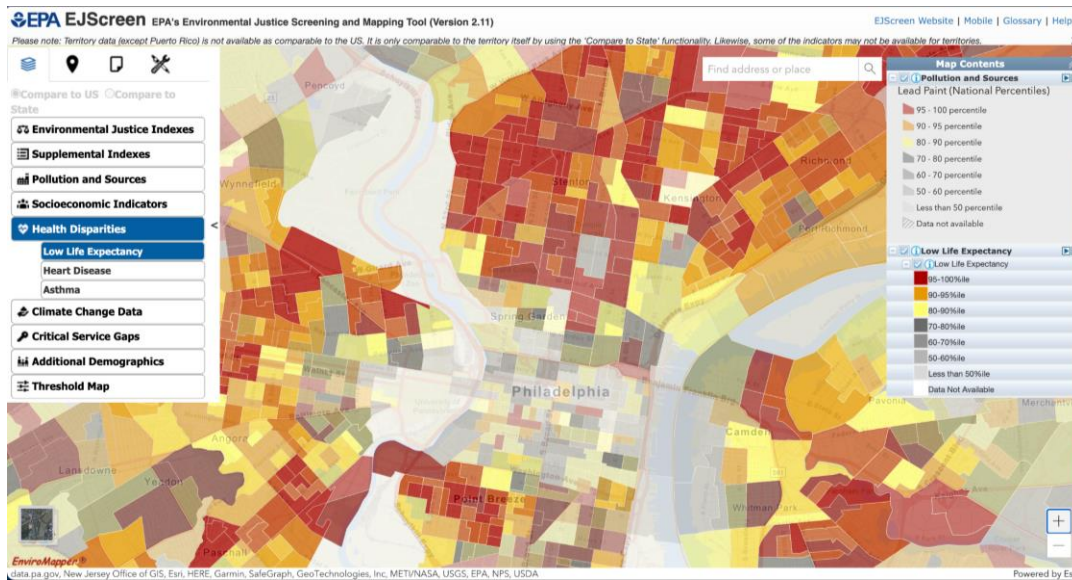 EPA EJScreen EPA's Environmental Justice Screening and Mapping Tool (Version 2.11)
EJScreen Website | Mobile | Glossary | Help
Please note: Territory data (except Puerto Rico) is not available as comparable to the US. It is only comparable to the territory itself by using the 'Compare to State' functionality. Likewise, some of the indicators may not be available for territories.
Compare to US Compare to
State
Environmental Justice Indexes
Supplemental Indexes
Pollution and Sources
Socioeconomic Indicators
Health Disparities
<
Low Life Expectancy
Heart Disease
Asthma
Climate Change Data
Critical Service Gaps
Additional Demographics
Threshold Map
Find address or place
Map Contents
Pollution and Sources
Lead Paint (National Percentiles)
95 - 100 percentile
90 - 95 percentile
80 - 90 percentile
70 - 80 percentile
60 - 70 percentile
50 - 60 percentile
Less than 50 percentile
Data not available
Low Life Expectancy
Low Life Expectancy
95-100%ile
90-95%ile
80-90%ile
70-80%ile
60-70%ile
50-60%ile
Less than 50%ile
Data Not Available
Pencoyd
Wynnefield
Stenton
Richmond
Kensington
Port Richmond
Spring Garden
Philadelphia
Camden
Pavonia
Merchantvi
Angora
Lansdowne
Yeadon
Point Breeze
Whitman Park
Paschall
+
−
EnviroMapper®
data.pa.gov, New Jersey Office of GIS, Esri, HERE, Garmin, SafeGraph, GeoTechnologies, Inc, METI/NASA, USGS, EPA, NPS, USDA
Powered by Es